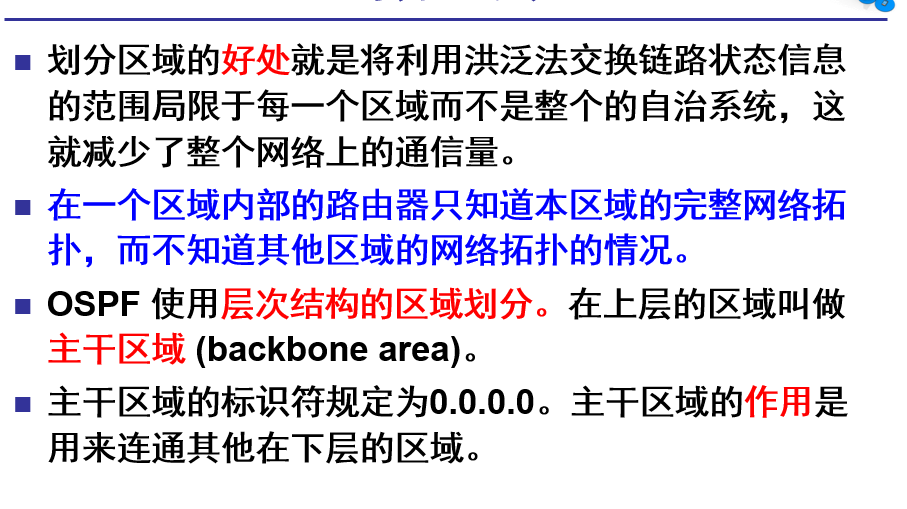 划分区域的好处就是将利用洪泛法交换链路状态信息
的范围局限于每一个区域而不是整个的自治系统，这
就减少了整个网络上的通信量。
在一个区域内部的路由器只知道本区域的完整网络拓
扑，而不知道其他区域的网络拓扑的情况。
OSPF 使用层次结构的区域划分。在上层的区域叫做
主干区域 (backbone area)。
主干区域的标识符规定为0.0.0.0。主干区域的作用是
用来连通其他在下层的区域。